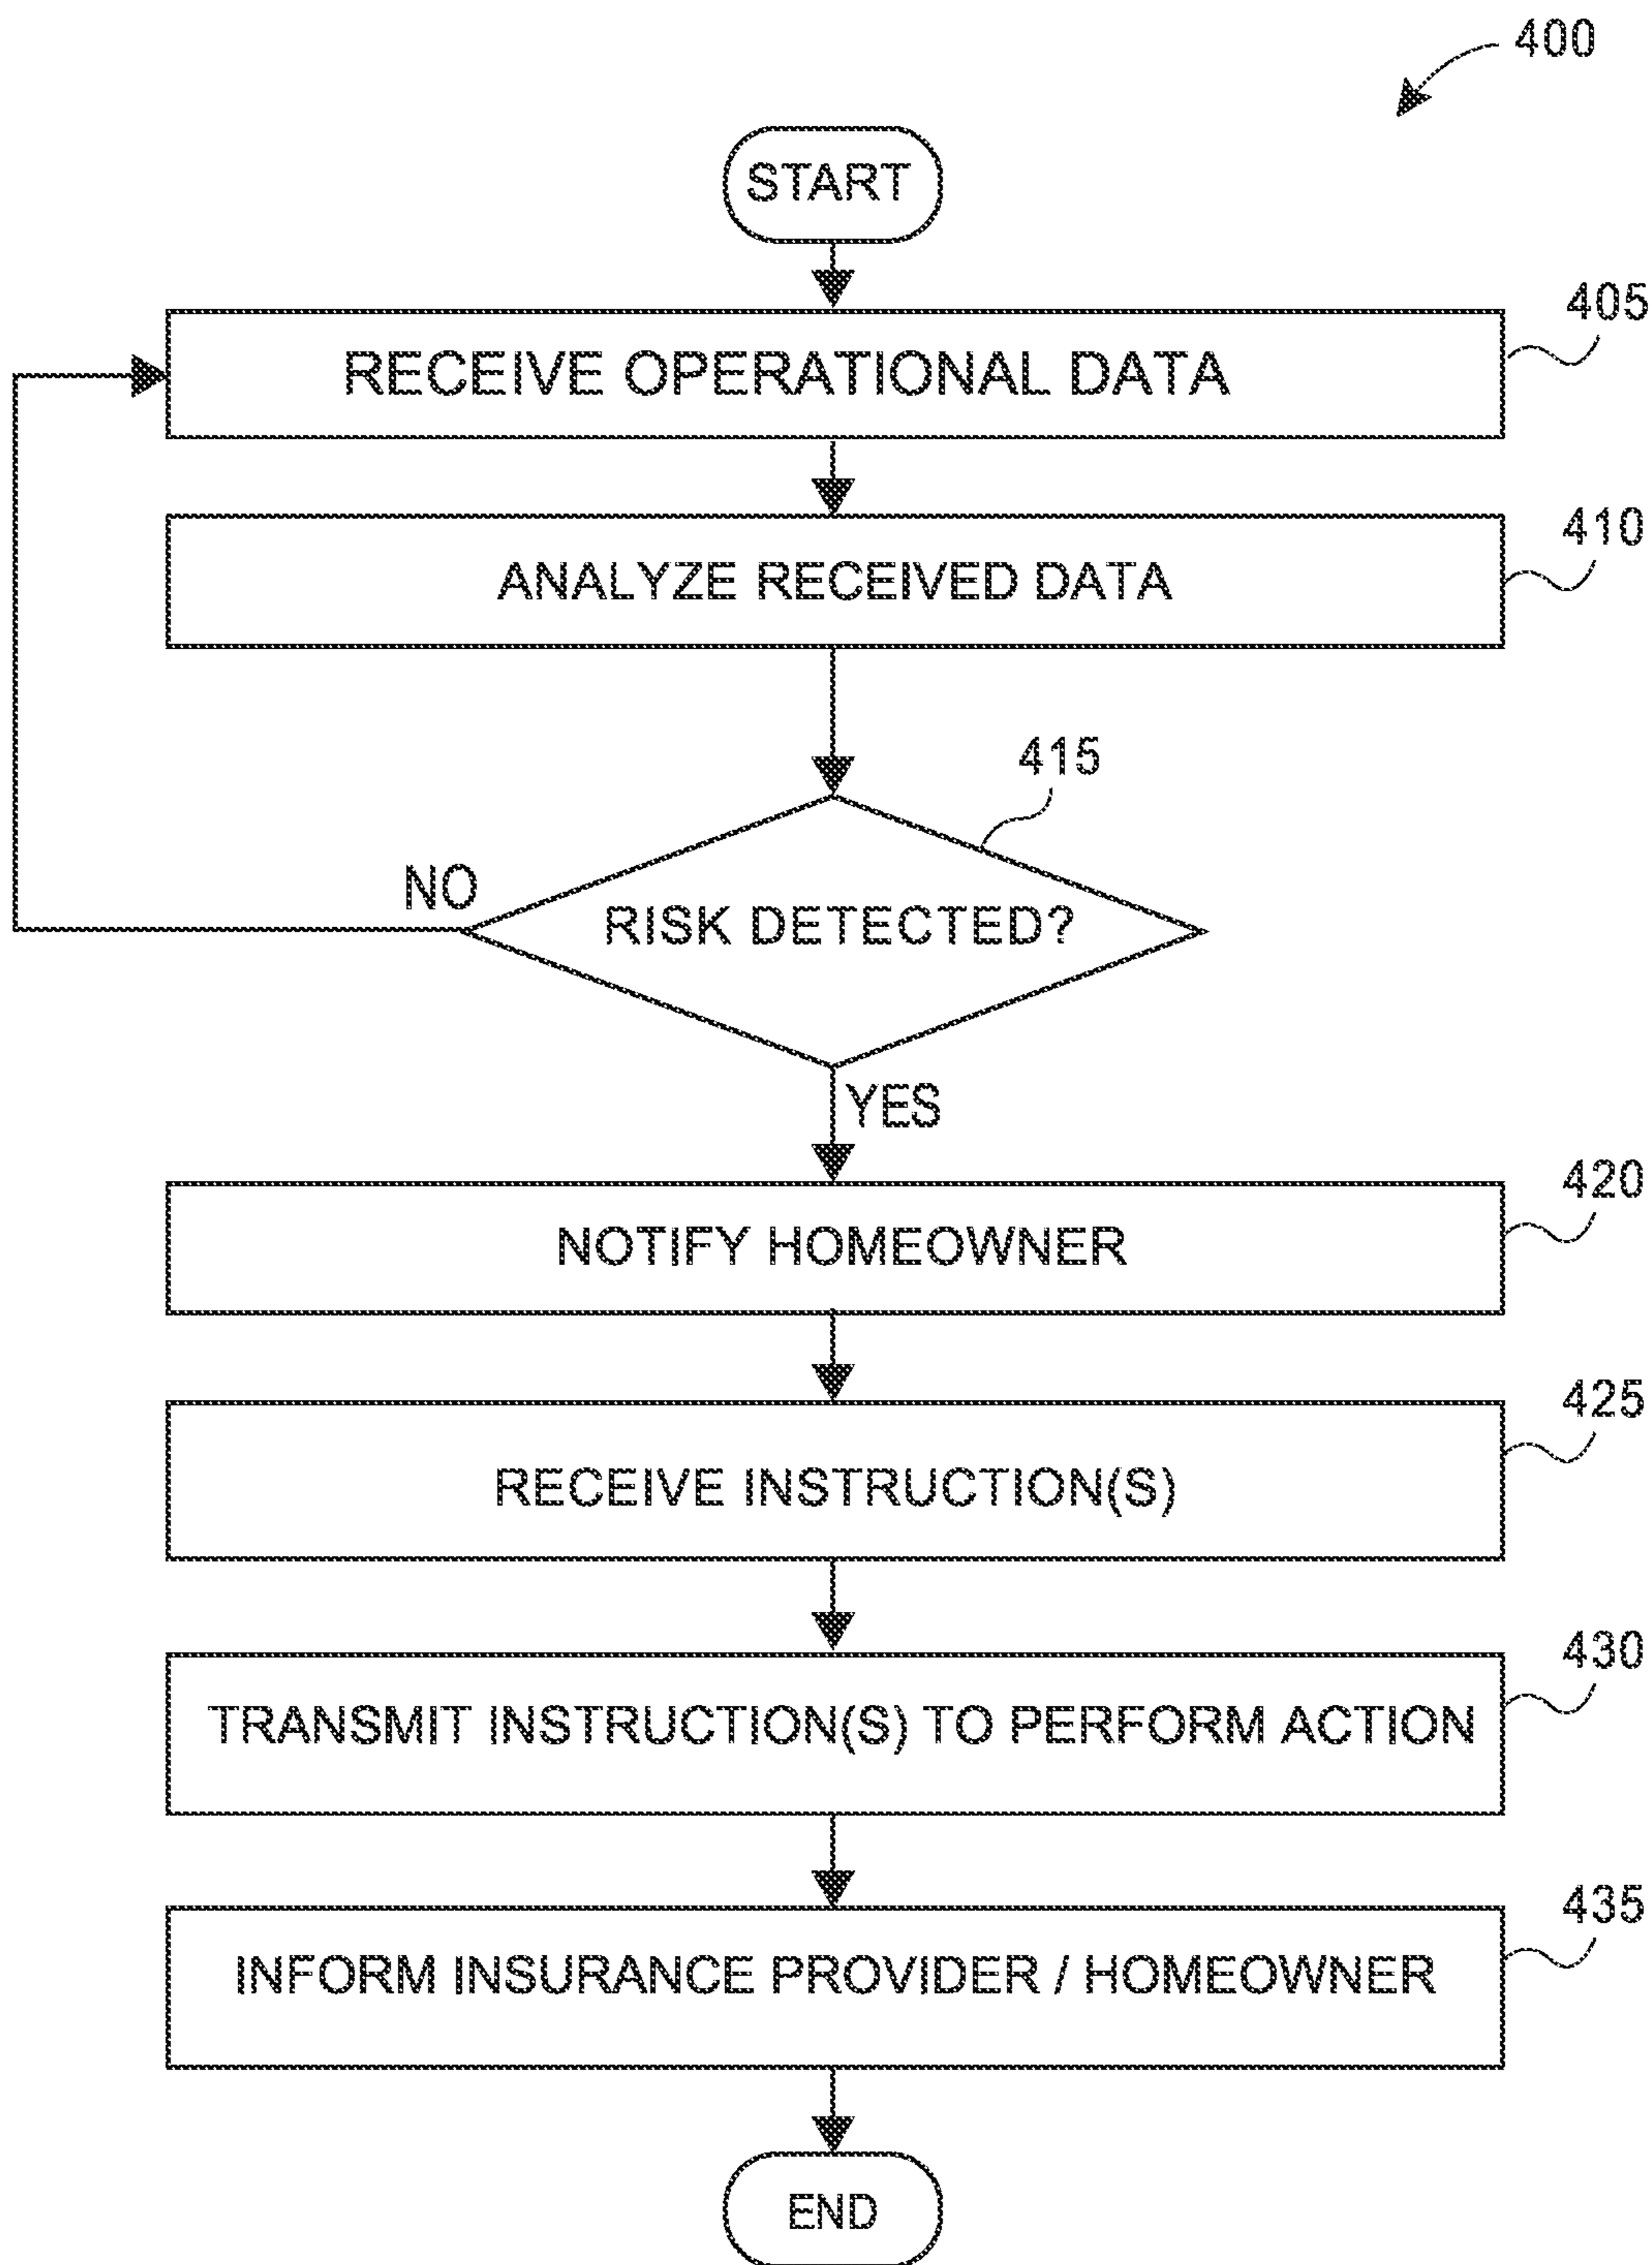 400
START
405
RECEIVE OPERATIONAL DATA
410
ANALYZE RECEIVED DATA
415
NO
RISK DETECTED?
YES
420
NOTIFY HOMEOWNER
425
RECEIVE INSTRUCTION(S)
430
TRANSMIT INSTRUCTION(S) TO PERFORM ACTION
435
INFORM INSURANCE PROVIDER / HOMEOWNER
END